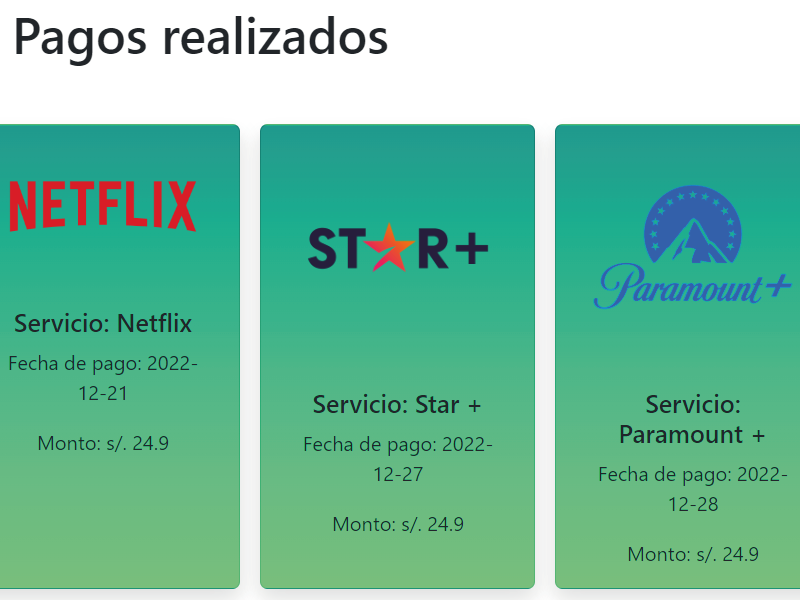 Pagos realizados
NETFLIX
Servicio: Netflix
Fecha de pago: 2022-
12-21
Monto: s/. 24.9
STAR+
Servicio: Star +
Fecha de pago: 2022-
12-27
Monto: s/. 24.9
Paramount+
Servicio:
Paramount +
Fecha de pago: 2022-
12-28
Monto: s/. 24.9